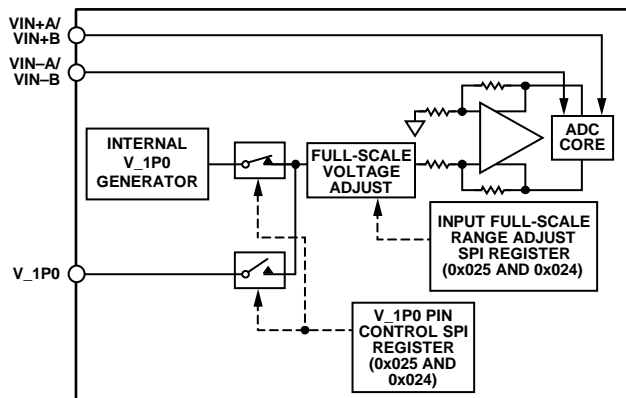 VIN+A/
VIN+B
VIN–A/
VIN–B
INTERNAL
V_1P0
GENERATOR
FULL-SCALE
VOLTAGE
ADJUST
ADC
CORE
INPUT FULL-SCALE
RANGE ADJUST
SPI REGISTER
(0x025 AND 0x024)
V_1P0
V_1P0 PIN
CONTROL SPI
REGISTER
(0x025 AND
0x024)